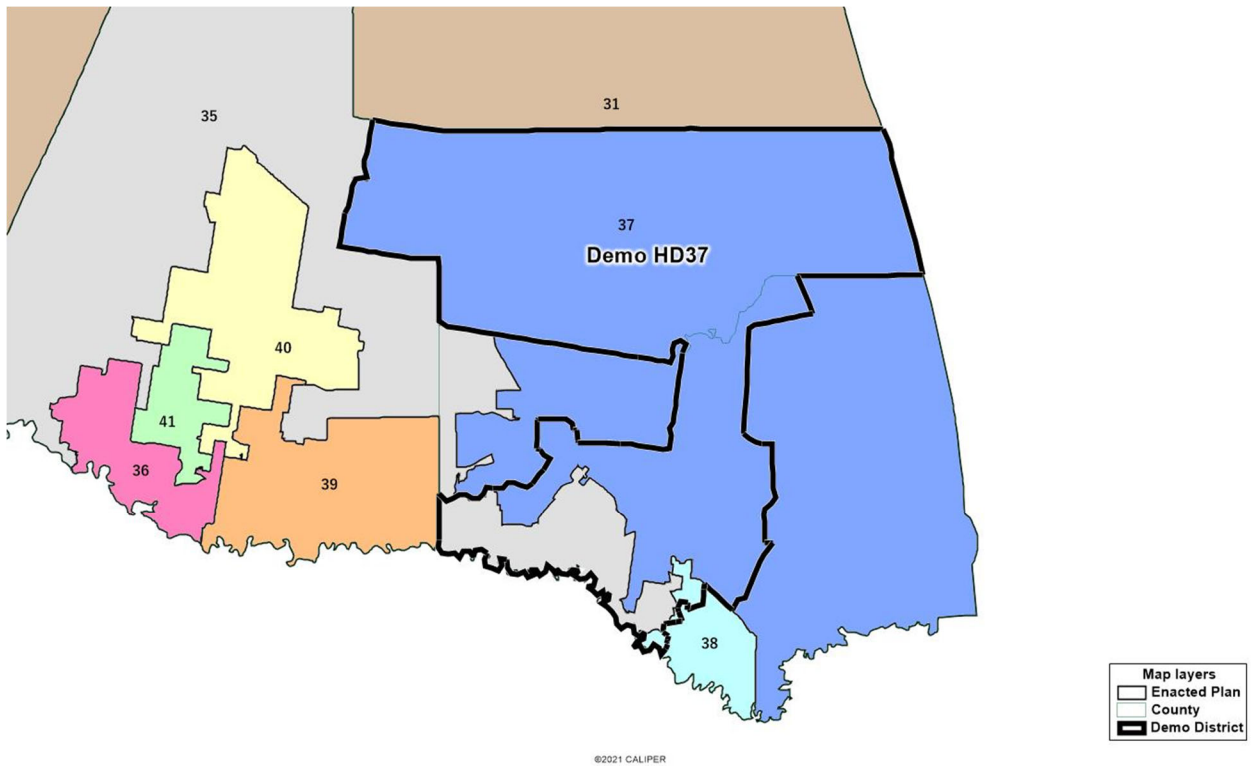 31
35
37
Demo HD37
40
41
36
39
38
Map layers
Enacted Plan
County
Demo District
©2021 CALIPER